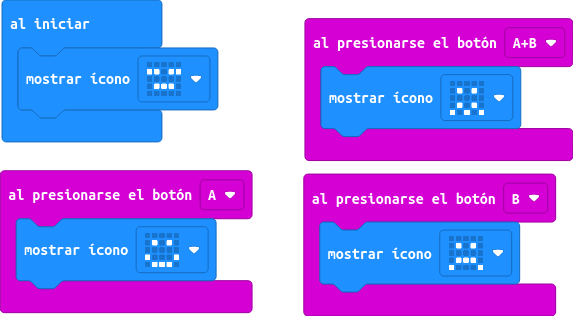 al iniciar
mostrar ícono
al presionarse el botón A+B
mostrar ícono
al presionarse el botón A
mostrar ícono
al presionarse el botón B
mostrar ícono